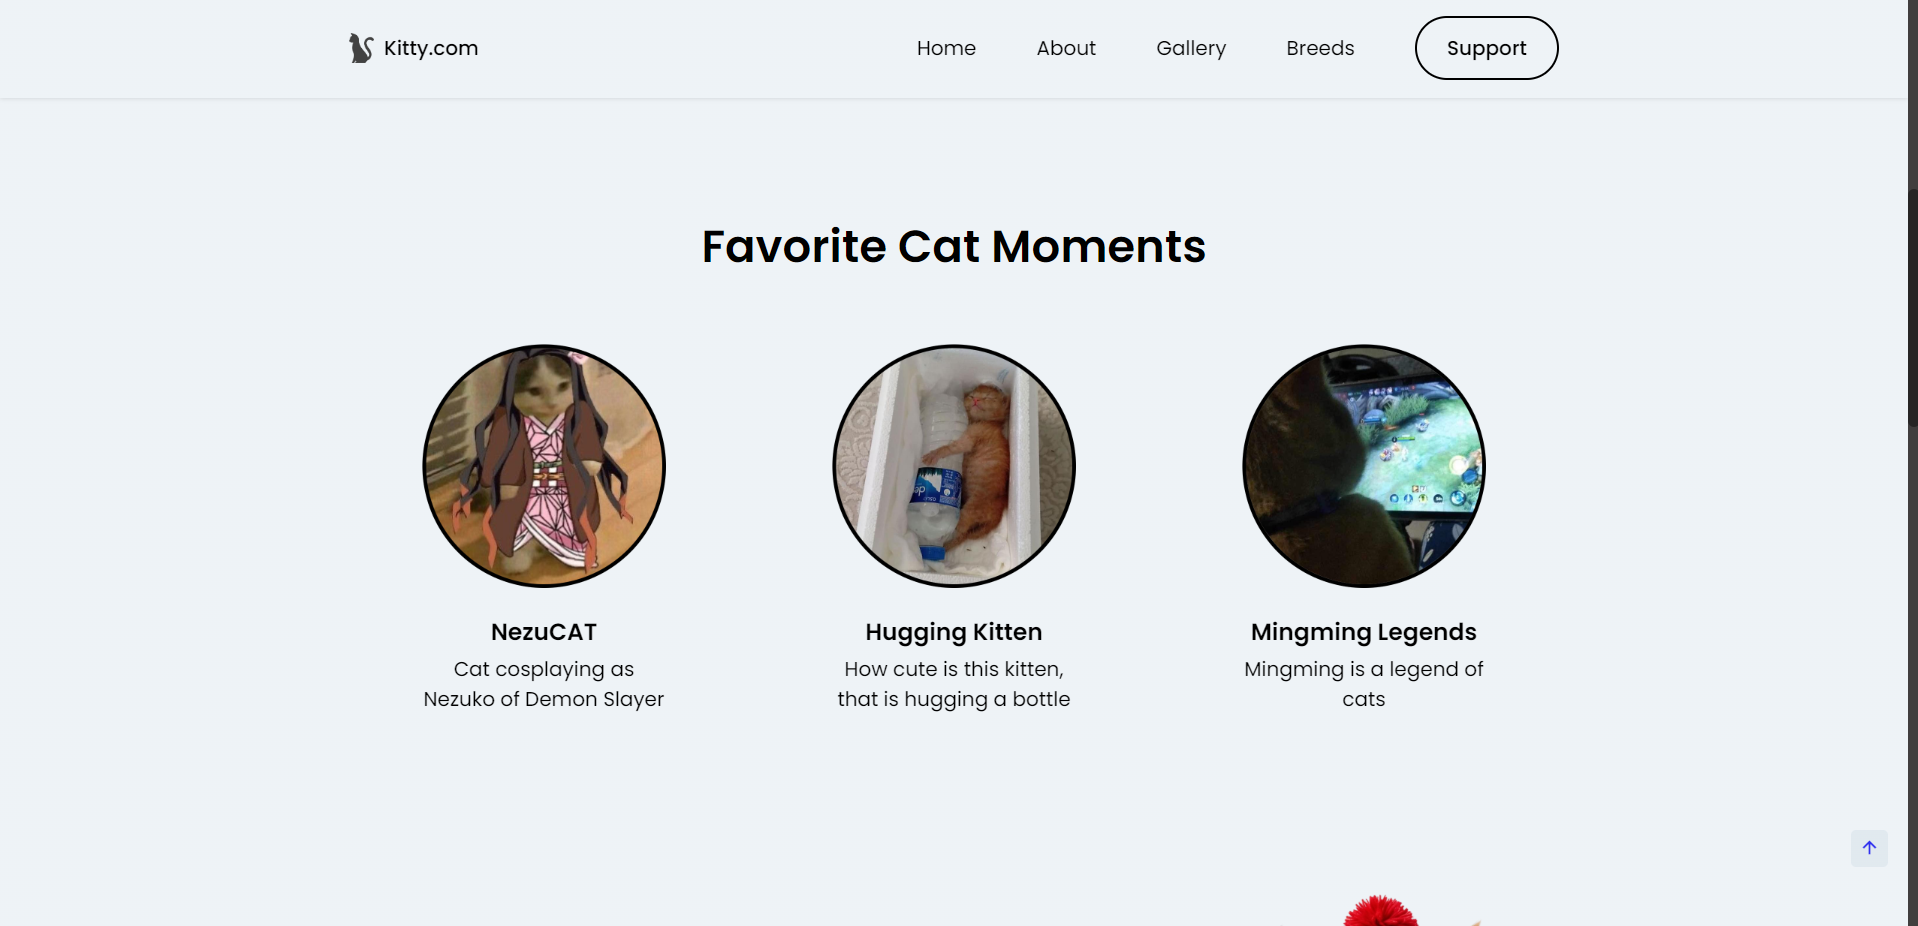 Kitty.com
Home
About
Gallery
Breeds
Support
Favorite Cat Moments
NezuCAT
Cat cosplaying as
Nezuko of Demon Slayer
Hugging Kitten
How cute is this kitten,
that is hugging a bottle
Mingming Legends
Mingming is a legend of
cats